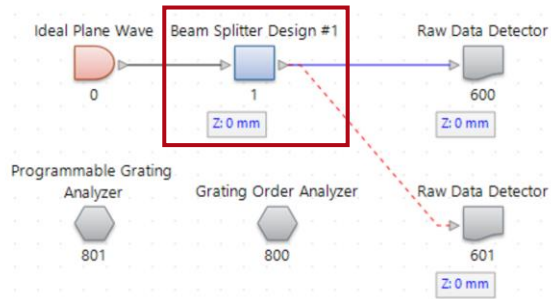 Ideal Plane Wave
Beam Splitter Design #1
Raw Data Detector
0
1
600
Z: 0 mm
Z: 0 mm
Programmable Grating
Analyzer
Grating Order Analyzer
Raw Data Detector
801
800
601
Z: 0 mm